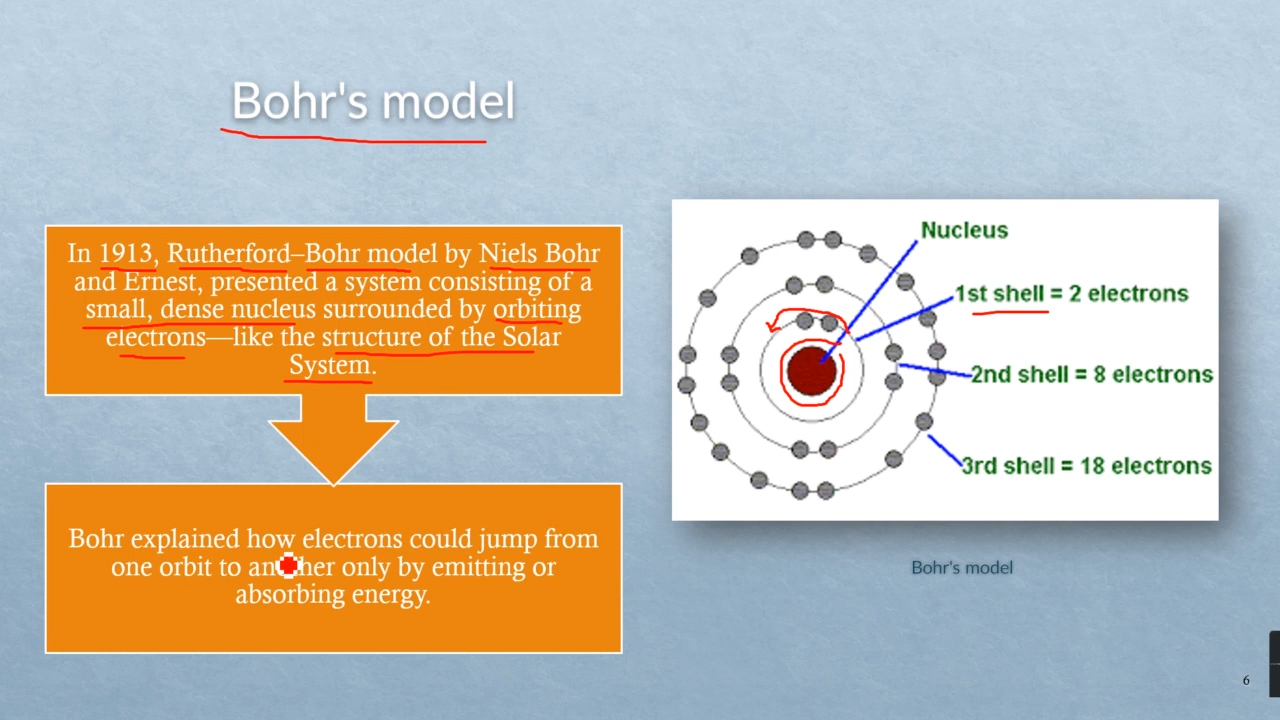 Bohr's model
In 1913, Rutherford–Bohr model by Niels Bohr
and Ernest, presented a system consisting of a
small, dense nucleus surrounded by orbiting
electrons—like the structure of the Solar
System.
Bohr explained how electrons could jump from
one orbit to another only by emitting or
absorbing energy.
Nucleus
1st shell = 2 electrons
2nd shell = 8 electrons
3rd shell = 18 electrons
Bohr's model
6